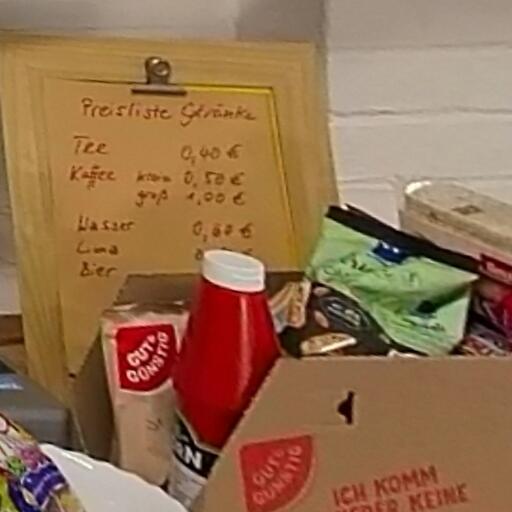 Preisliste Getränke
Tee 0,40 €
Kaffee klein 0,50 €
groß 1,00 €
Wasser 0,60 €
Lima
Bier
GUT&
GÜNSTIG
GUT&
GÜNSTIG
ICH KOMM
KEINE